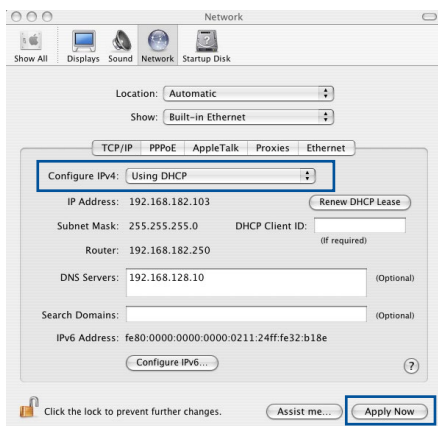 Network
Show All Displays Sound Network Startup Disk
Location: Automatic
Show: Built-in Ethernet
TCP/IP PPPoE AppleTalk Proxies Ethernet
Configure IPv4: Using DHCP
IP Address: 192.168.182.103 Renew DHCP Lease
Subnet Mask: 255.255.255.0 DHCP Client ID:
(If required)
Router: 192.168.182.250
DNS Servers: 192.168.128.10 (Optional)
Search Domains: (Optional)
IPv6 Address: fe80:0000:0000:0000:0211:24ff:fe32:b18e
Configure IPv6... ?
Click the lock to prevent further changes. Assist me... Apply Now